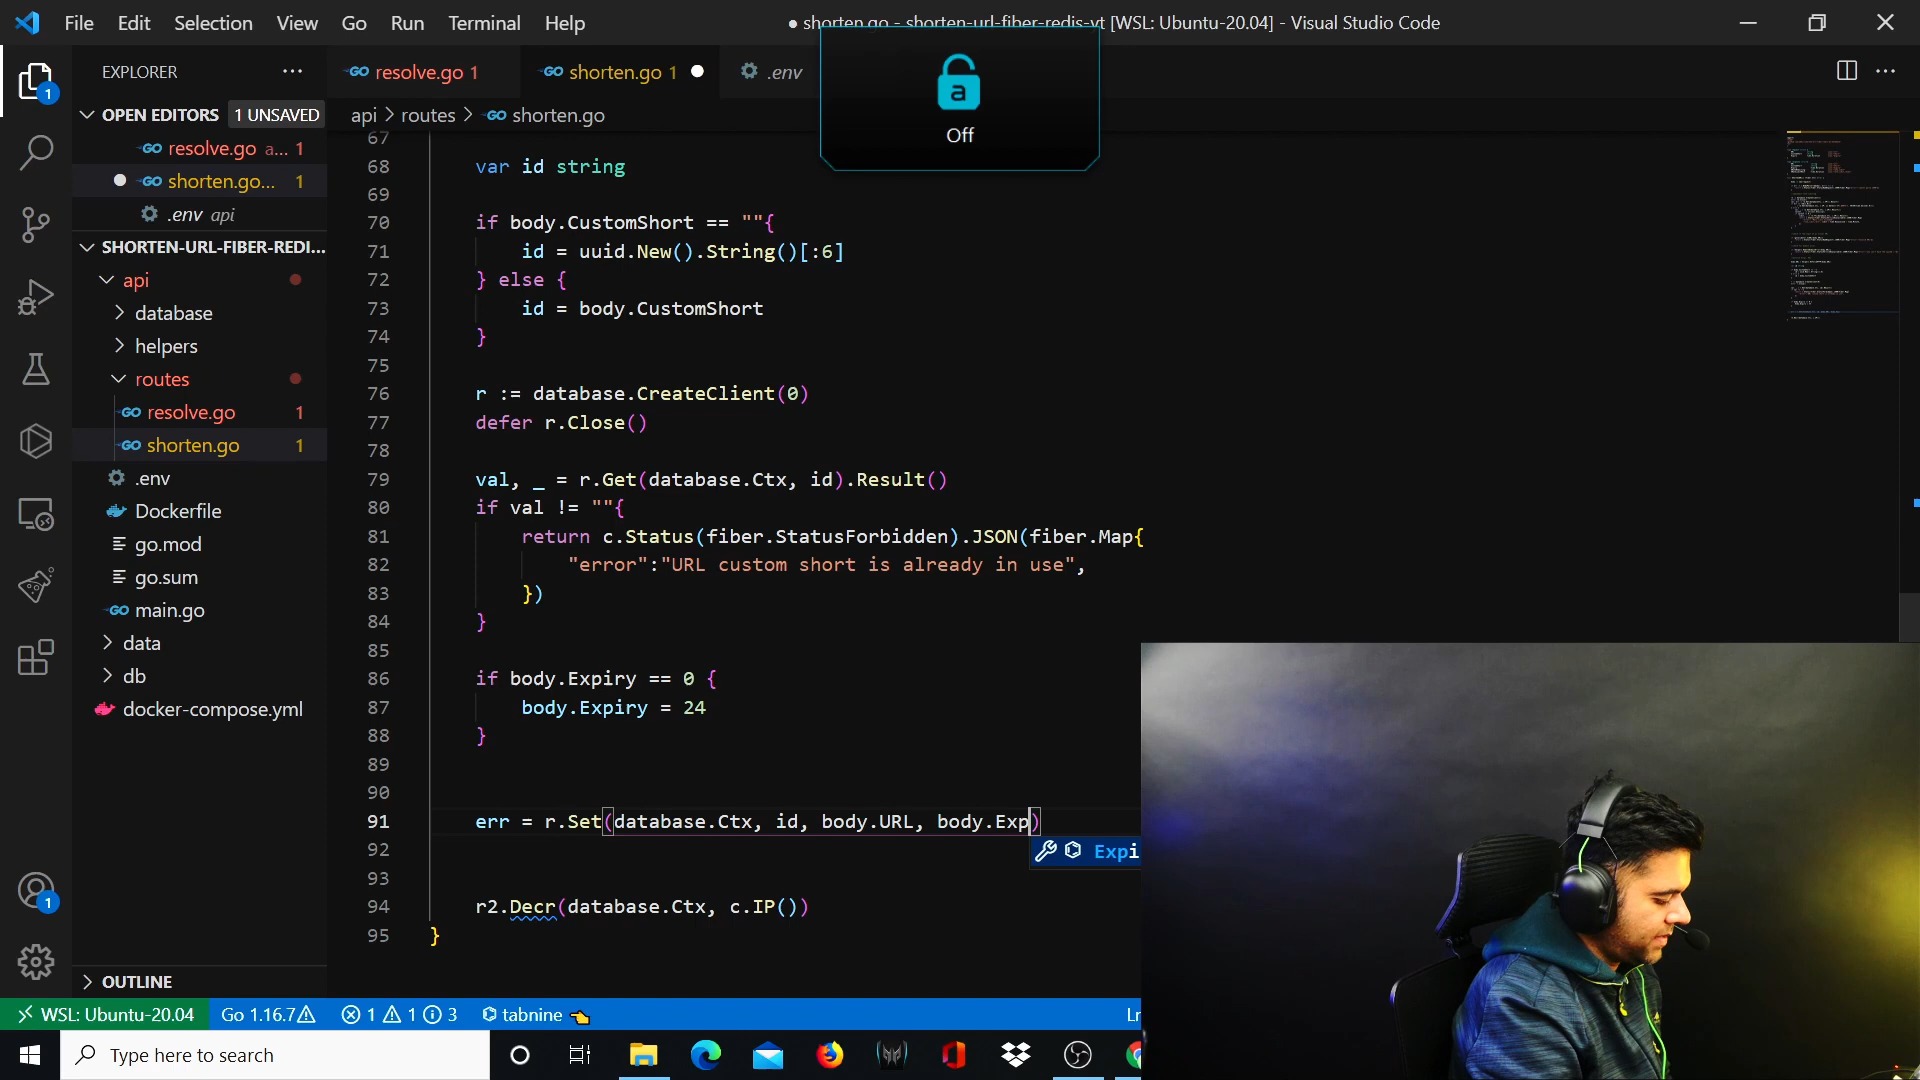 File Edit Selection View Go Run Terminal Help
● shorten.go - shorten-url-fiber-redis-yt [WSL: Ubuntu-20.04] - Visual Studio Code
a
Off
EXPLORER
resolve.go 1
shorten.go 1
.env
OPEN EDITORS 1 UNSAVED
resolve.go a... 1
shorten.go... 1
.env api
SHORTEN-URL-FIBER-REDI...
api
database
helpers
routes
resolve.go 1
shorten.go 1
.env
Dockerfile
go.mod
go.sum
main.go
data
db
docker-compose.yml
OUTLINE
api > routes > shorten.go
67
68 var id string
69
70 if body.CustomShort == ""{
71 id = uuid.New().String()[:6]
72 } else {
73 id = body.CustomShort
74 }
75
76 r := database.CreateClient(0)
77 defer r.Close()
78
79 val, _ = r.Get(database.Ctx, id).Result()
80 if val != ""{
81 return c.Status(fiber.StatusForbidden).JSON(fiber.Map{
82 "error":"URL custom short is already in use",
83 })
84 }
85
86 if body.Expiry == 0 {
87 body.Expiry = 24
88 }
89
90
91 err = r.Set(database.Ctx, id, body.URL, body.Exp)
Expi
92
93
94 r2.Decr(database.Ctx, c.IP())
95 }
1
1
WSL: Ubuntu-20.04 Go 1.16.7 1 1 3 tabnine Ln
Type here to search